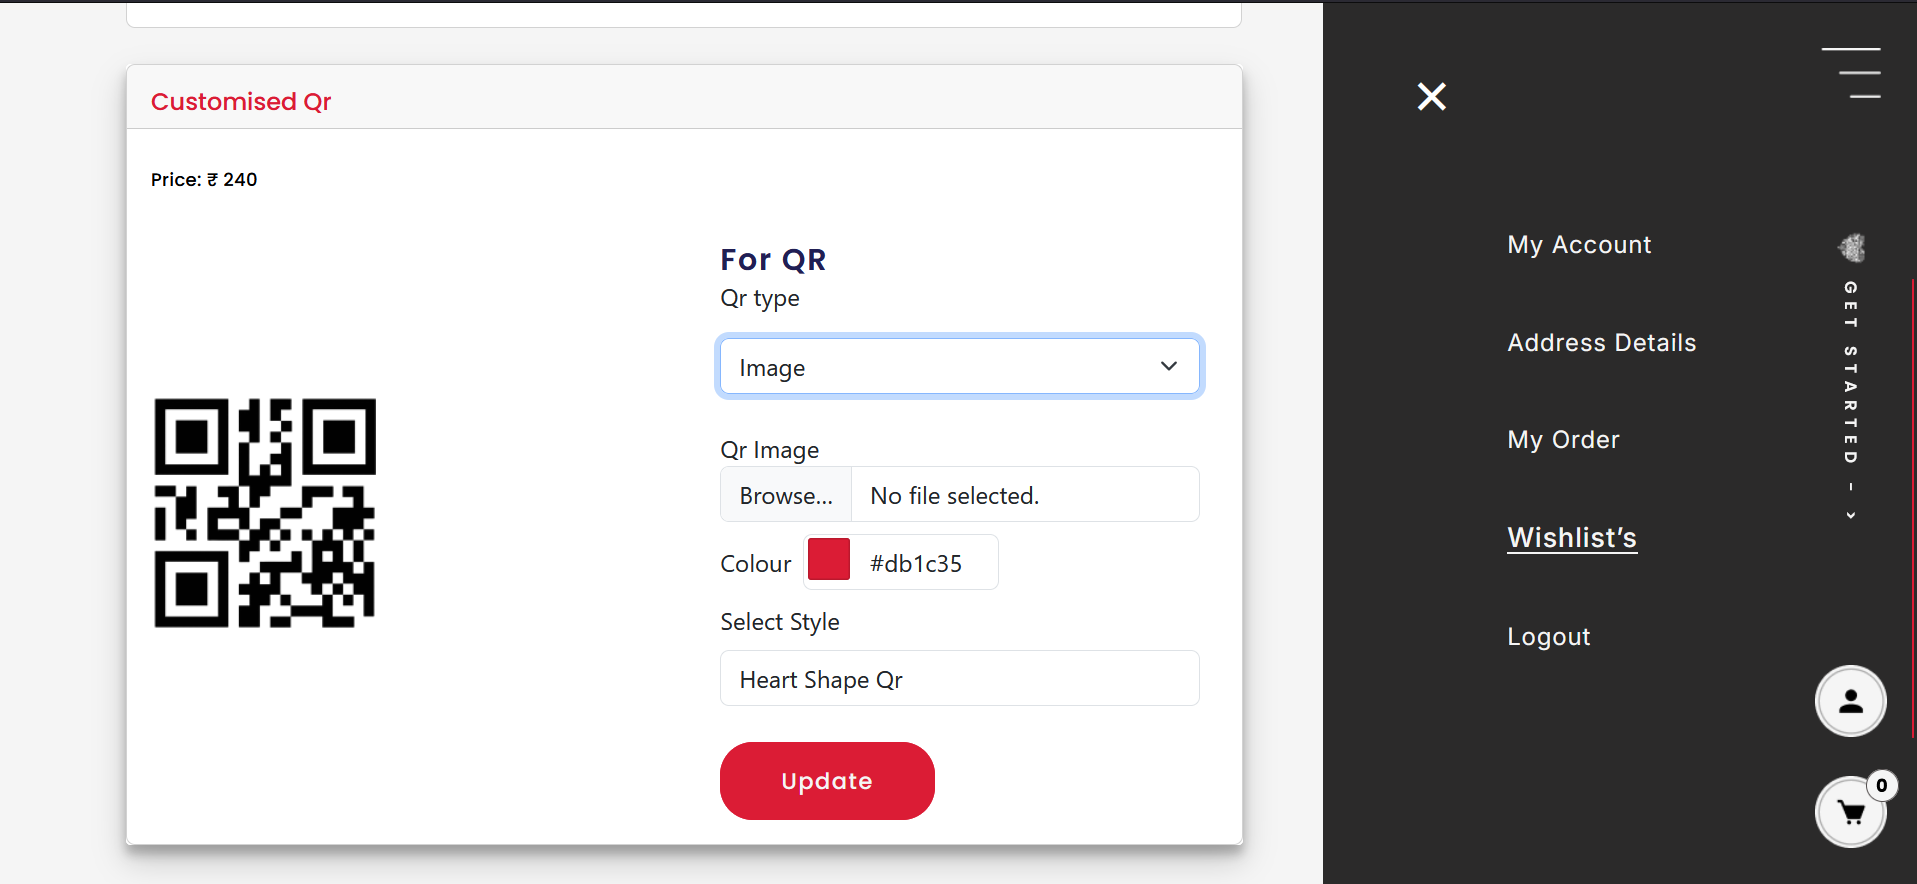 Customised Qr
Price: ₹ 240
For QR
Qr type
Image
Qr Image
Browse... No file selected.
Colour #db1c35
Select Style
Heart Shape Qr
Update
My Account
Address Details
My Order
Wishlist’s
Logout
GET STARTED - >
0